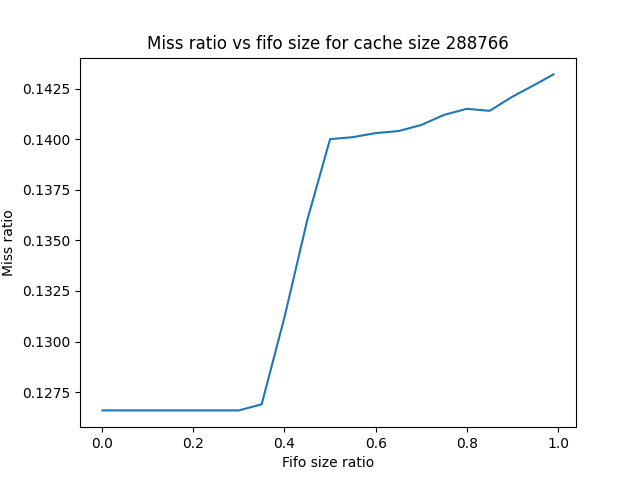 Miss ratio vs fifo size for cache size 288766
0.1425
0.1400
0.1375
0.1350
0.1325
0.1300
0.1275
Miss ratio
0.0 0.2 0.4 0.6 0.8 1.0
Fifo size ratio